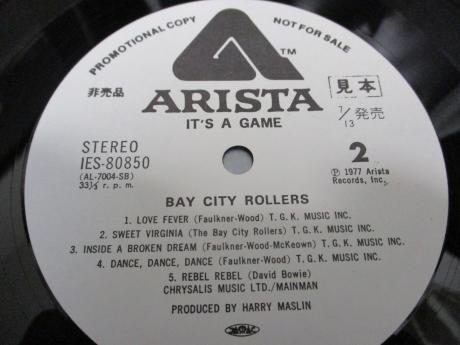 PROMOTIONAL COPY
NOT FOR SALE
TM
非売品
見本
ARISTA
7/13 発売
IT'S A GAME
STEREO
IES-80850
2
(AL-7004-SB)
33⅓ r. p. m.
Ⓟ 1977 Arista
Records, Inc.
BAY CITY ROLLERS
1. LOVE FEVER (Faulkner-Wood) T. G. K. MUSIC INC.
2. SWEET VIRGINIA (The Bay City Rollers) T. G. K. MUSIC INC.
3. INSIDE A BROKEN DREAM (Faulkner-Wood-McKeown) T. G. K. MUSIC INC.
4. DANCE, DANCE, DANCE (Faulkner-Wood) T. G. K. MUSIC INC.
5. REBEL REBEL (David Bowie)
CHRYSALIS MUSIC LTD./MAINMAN
PRODUCED BY HARRY MASLIN